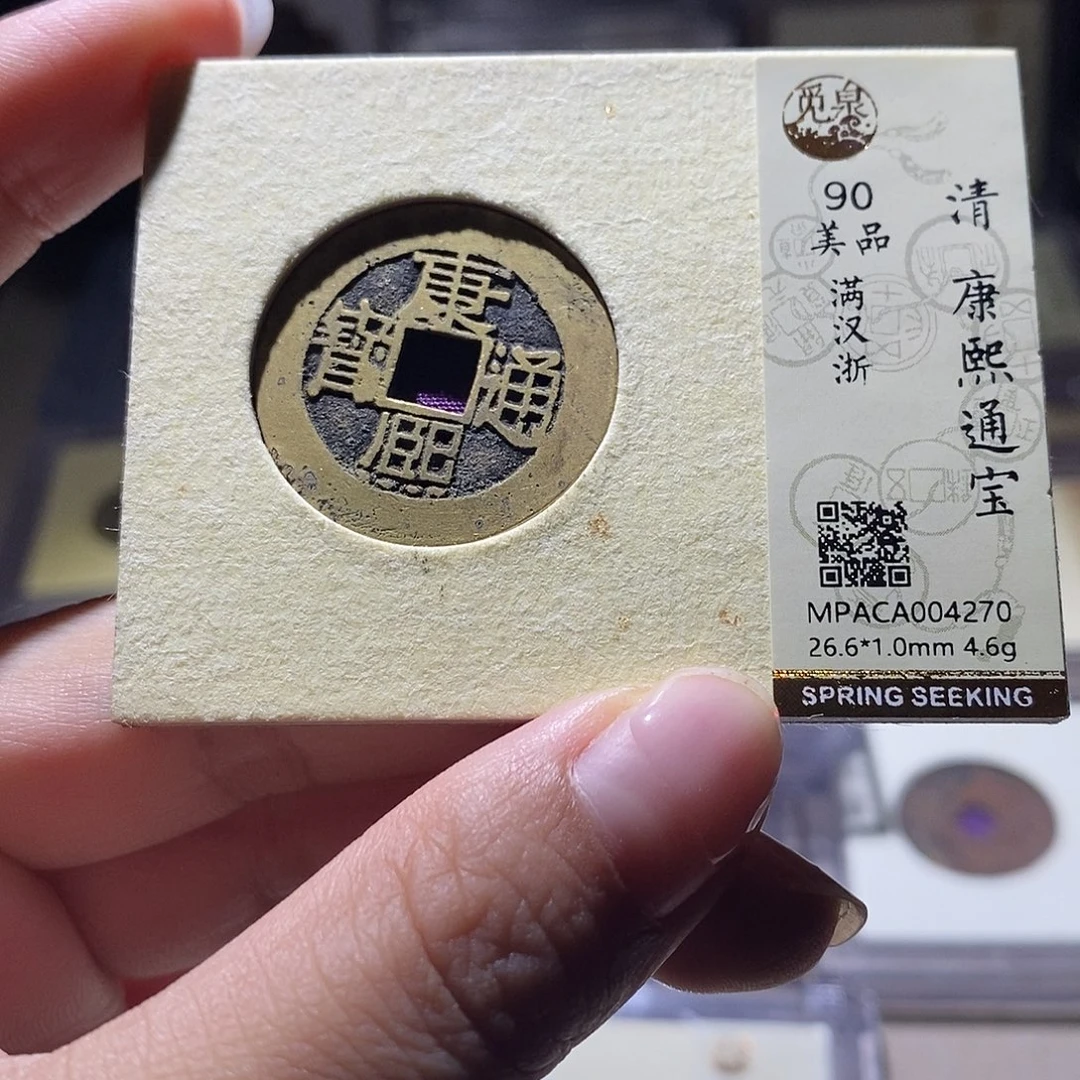 康熙通寶
覓泉
清 康熙通宝
90
美品
满汉浙
MPACA004270
26.6*1.0mm 4.6g
SPRING SEEKING